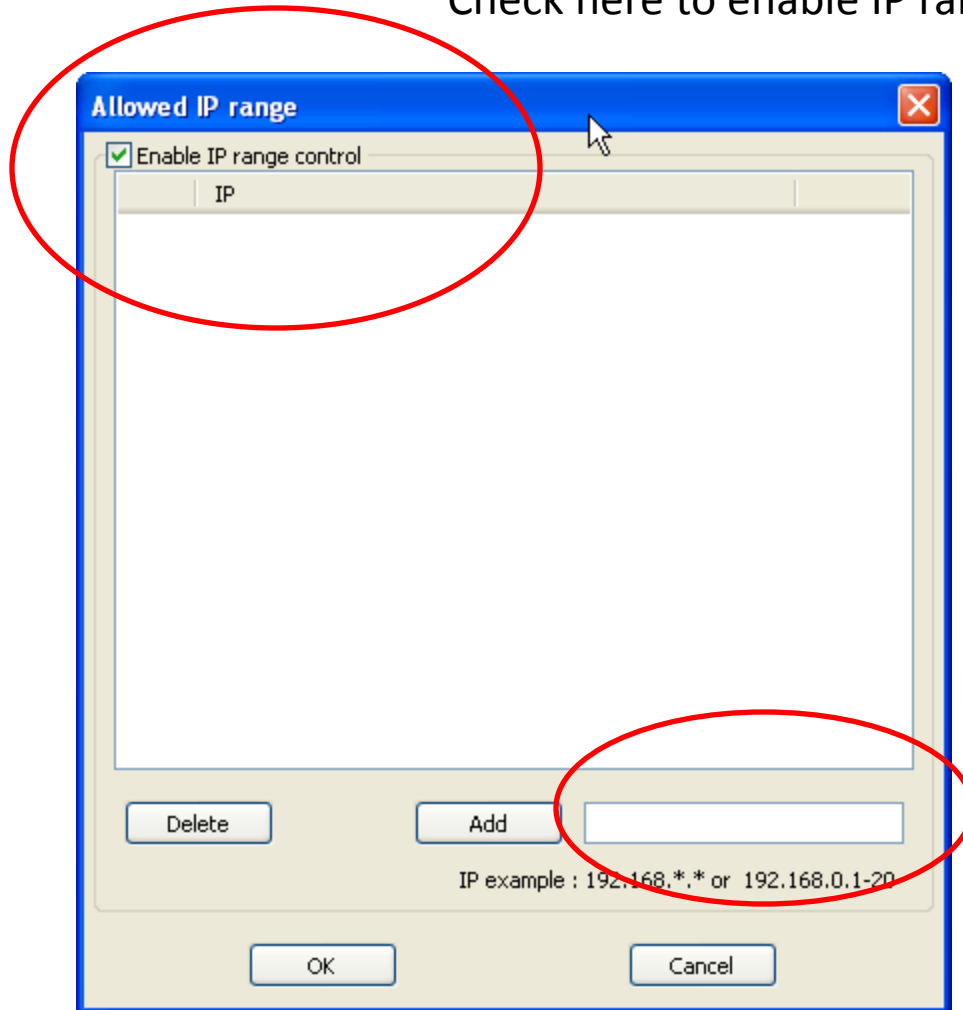 Check here to enable IP
Allowed IP range
Enable IP range control
IP
Delete
Add
IP example : 192.168.*.* or 192.168.0.1-20
OK
Cancel